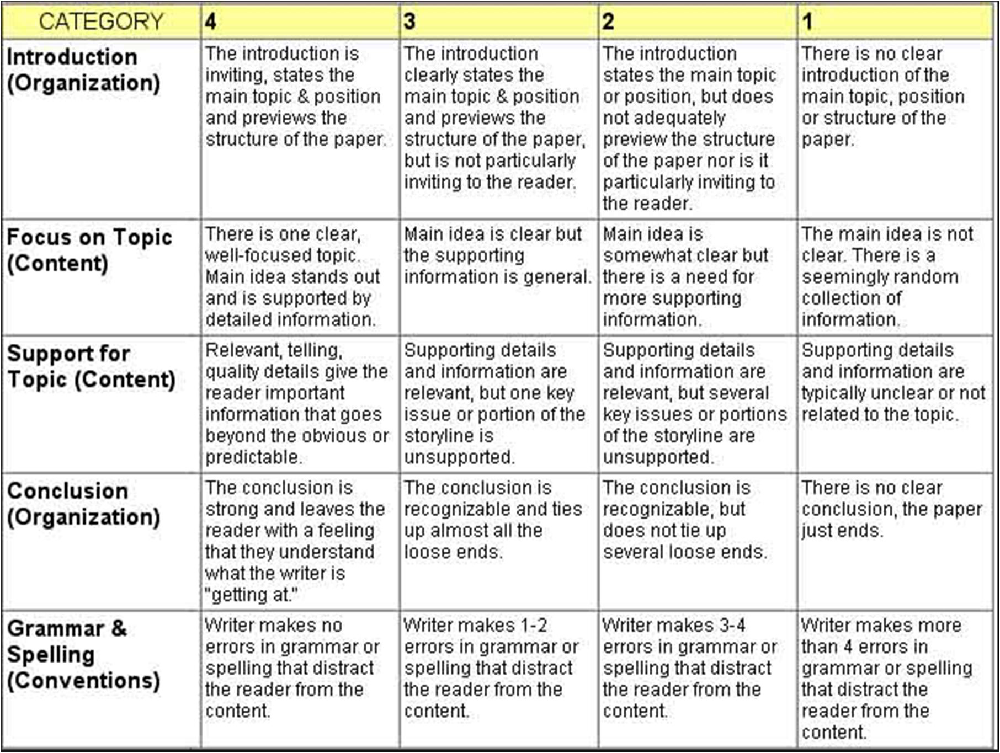 CATEGORY 4 3 2 1
Introduction
(Organization)
The introduction is
inviting, states the
main topic & position
and previews the
structure of the paper.
The introduction
clearly states the
main topic & position
and previews the
structure of the paper,
but is not particularly
inviting to the reader.
The introduction
states the main topic
or position, but does
not adequately
preview the structure
of the paper nor is it
particularly inviting to
the reader.
There is no clear
introduction of the
main topic, position
or structure of the
paper.
Focus on Topic
(Content)
There is one clear,
well-focused topic.
Main idea stands out
and is supported by
detailed information.
Main idea is clear but
the supporting
information is general.
Main idea is
somewhat clear but
there is a need for
more supporting
information.
The main idea is not
clear. There is a
seemingly random
collection of
information.
Support for
Topic (Content)
Relevant, telling,
quality details give the
reader important
information that goes
beyond the obvious or
predictable.
Supporting details
and information are
relevant, but one key
issue or portion of the
storyline is
unsupported.
Supporting details
and information are
relevant, but several
key issues or portions
of the storyline are
unsupported.
Supporting details
and information are
typically unclear or not
related to the topic.
Conclusion
(Organization)
The conclusion is
strong and leaves the
reader with a feeling
that they understand
what the writer is
"getting at."
The conclusion is
recognizable and ties
up almost all the
loose ends.
The conclusion is
recognizable, but
does not tie up
several loose ends.
There is no clear
conclusion, the paper
just ends.
Grammar &
Spelling
(Conventions)
Writer makes no
errors in grammar or
spelling that distract
the reader from the
content.
Writer makes 1-2
errors in grammar or
spelling that distract
the reader from the
content.
Writer makes 3-4
errors in grammar or
spelling that distract
the reader from the
content.
Writer makes more
than 4 errors in
grammar or spelling
that distract the
reader from the
content.